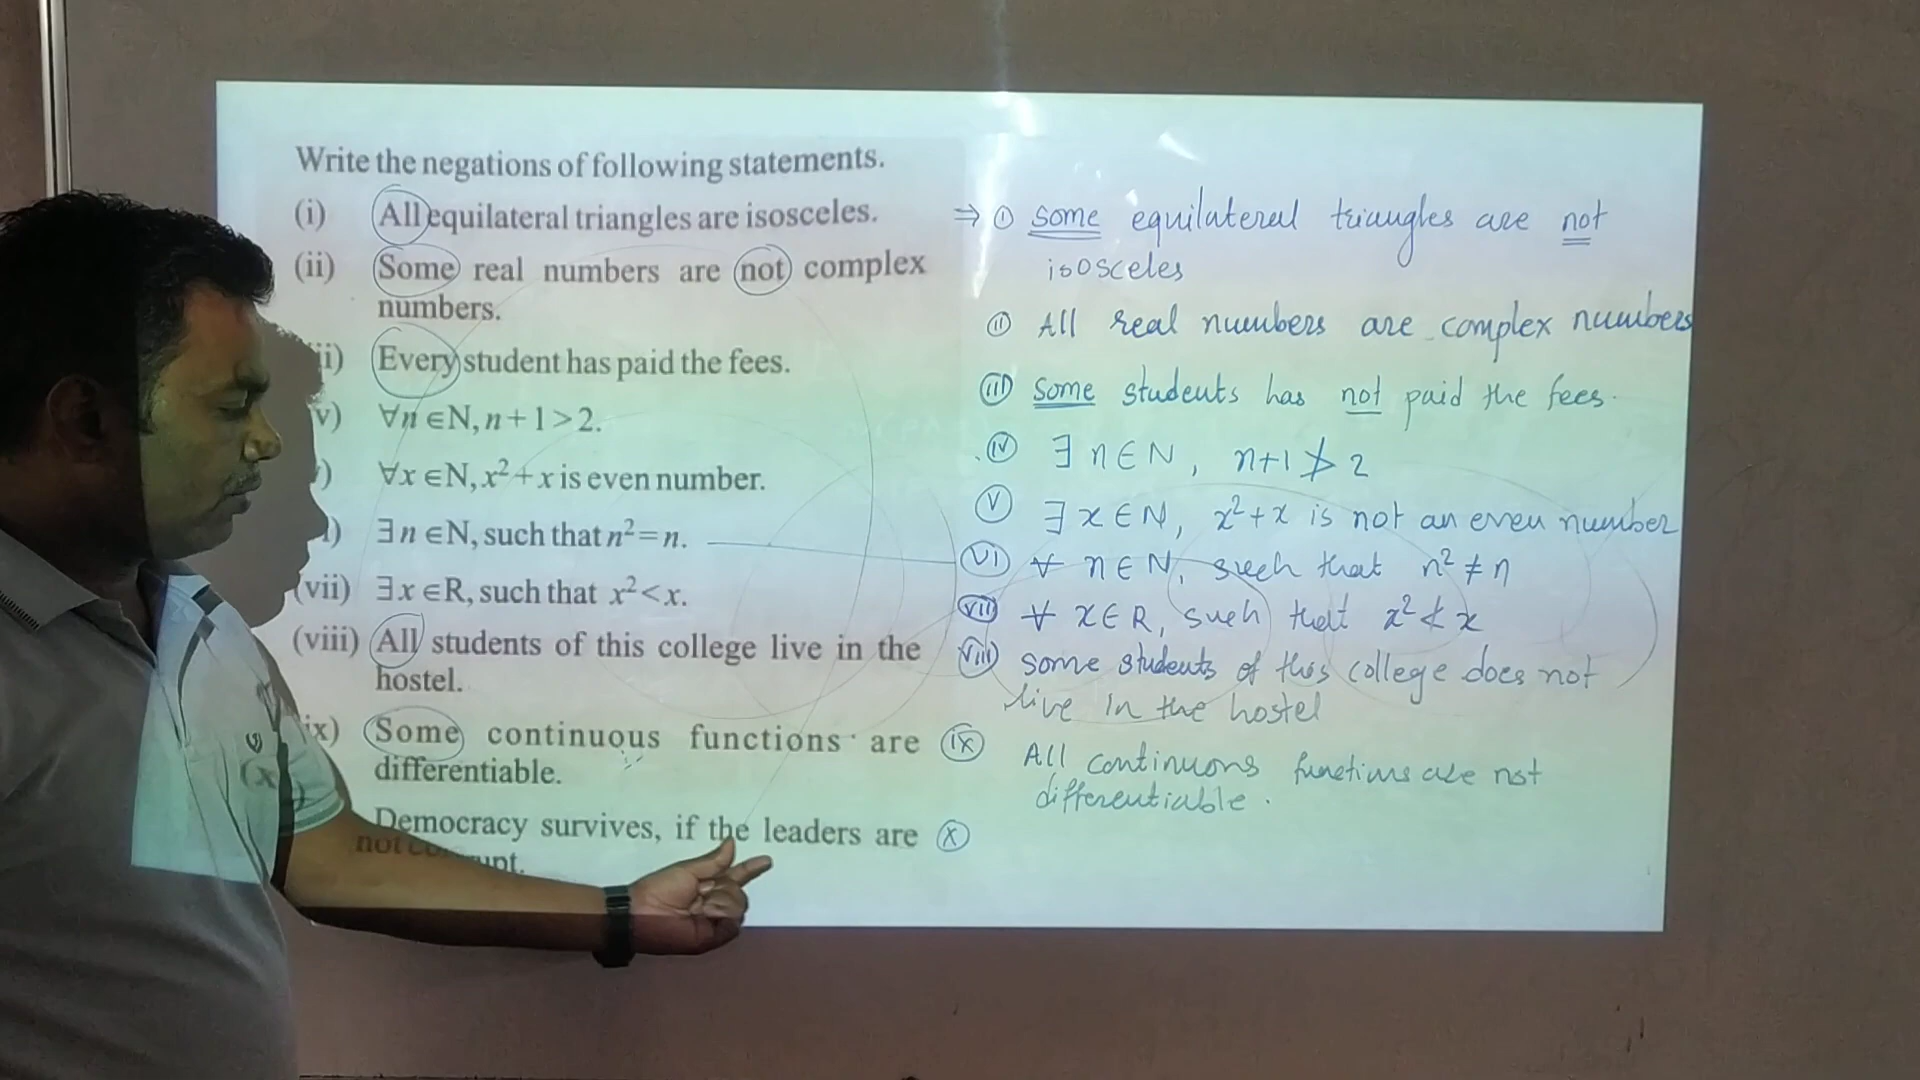 Write the negations of following statements.
(i) All equilateral triangles are isosceles.
(ii) Some real numbers are not complex
numbers.
i) Every student has paid the fees.
v) ∀n∈N, n+1>2.
) ∀x∈N, x²+x is even number.
) ∃n∈N, such that n²=n.
(vii) ∃x∈R, such that x²<x.
(viii) All students of this college live in the
hostel.
ix) Some continuous functions are
differentiable.
(x)
Democracy survives, if the leaders are
not
⇒ (i) some equilateral triangles are not
isosceles
(ii) All real numbers are complex numbers
(iii) some students has not paid the fees.
(iv) ∃ n∈N, n+1 ≯ 2
(v) ∃ x∈N, x²+x is not an even number
(vi) ∀ n∈N, such that n²≠n
(vii) ∀ x∈R, such that x² ≮ x
(viii) some students of this college does not
live in the hostel
(ix) All continuous functions are not
differentiable.
(x)